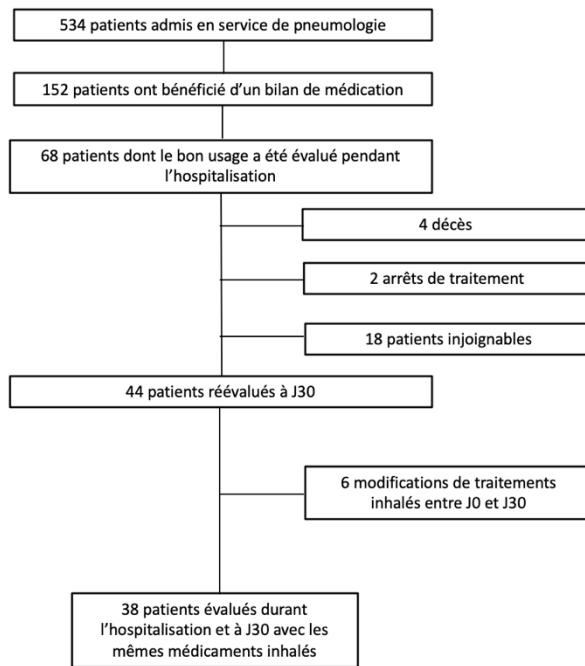 534 patients admis en service de pneumologie
152 patients ont bénéficié d’un bilan de médication
68 patients dont le bon usage a été évalué pendant
l’hospitalisation
4 décès
2 arrêts de traitement
18 patients injoignables
44 patients réévalués à J30
6 modifications de traitements
inhalés entre J0 et J30
38 patients évalués durant
l’hospitalisation et à J30 avec les
mêmes médicaments inhalés